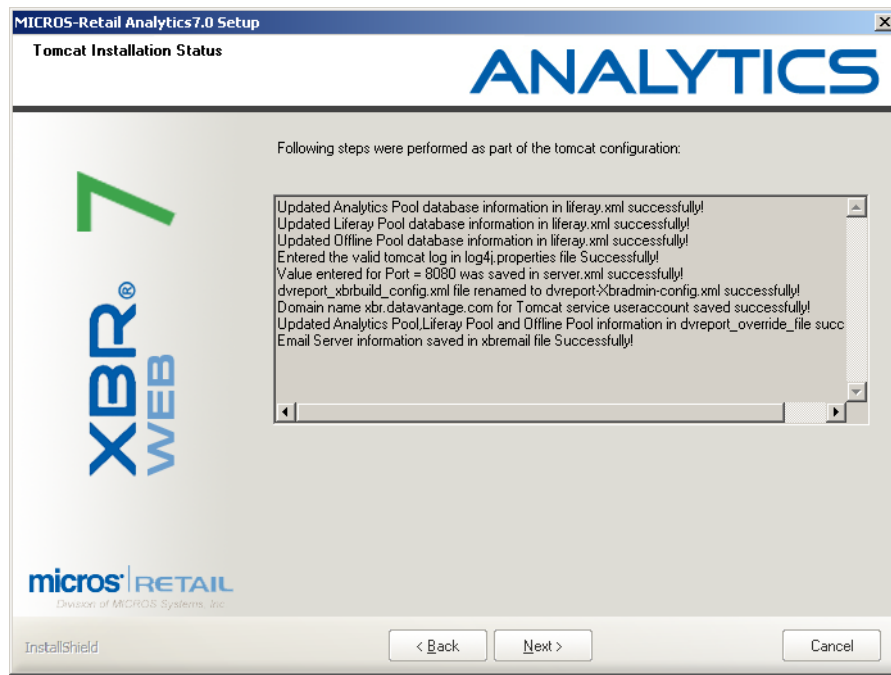 MICROS-Retail Analytics7.0 Setup
Tomcat Installation Status
ANALYTICS
Following steps were performed as part of the tomcat configuration:
Updated Analytics Pool database information in liferay.xml successfully!
Updated Liferay Pool database information in liferay.xml successfully!
Updated Offline Pool database information in liferay.xml successfully!
Entered the valid tomcat log in log4j.properties file Successfully!
Value entered for Port = 8080 was saved in server.xml successfully!
dvreport_xbrbuild_config.xml file renamed to dvreport-Xbradmin-config.xml successfully!
Domain name xbr.datavantage.com for Tomcat service useraccount saved successfully!
Updated Analytics Pool,Liferay Pool and Offline Pool information in dvreport_override_file succ
Email Server information saved in xbremail file Successfully!
XBR® 7
WEB
micros RETAIL
Division of MICROS Systems, Inc.
InstallShield
< Back
Next >
Cancel